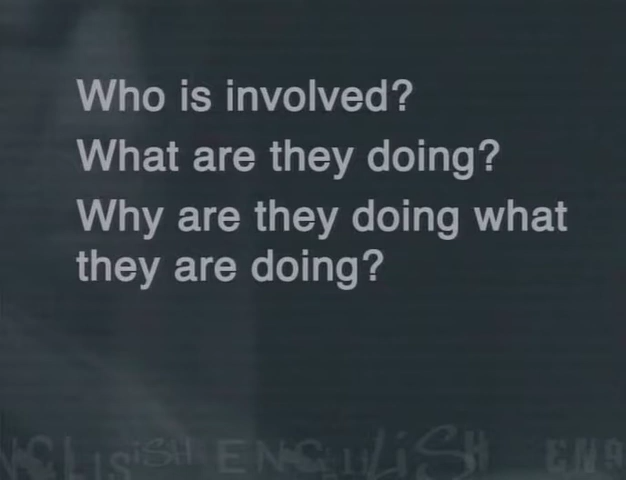 Who is involved?
What are they doing?
Why are they doing what
they are doing?